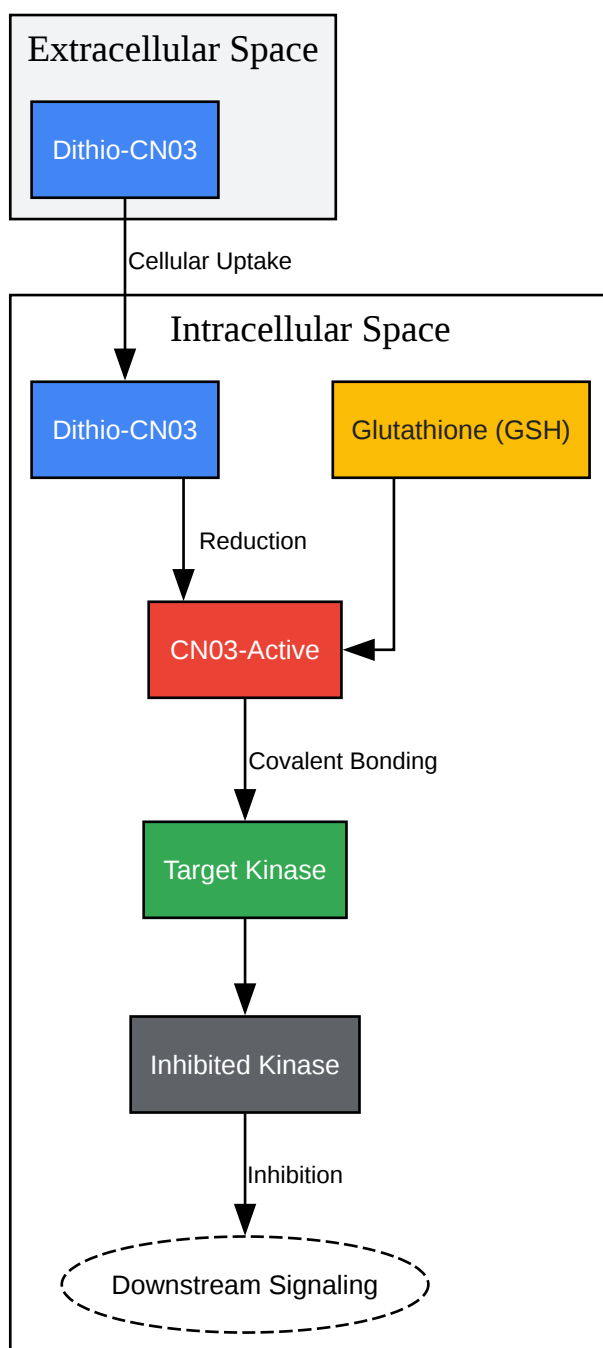 Extracellular Space
Dithio-CN03
Cellular Uptake
Intracellular Space
Dithio-CN03
Glutathione (GSH)
Reduction
CN03-Active
Covalent Bonding
Target Kinase
Inhibited Kinase
Inhibition
Downstream Signaling